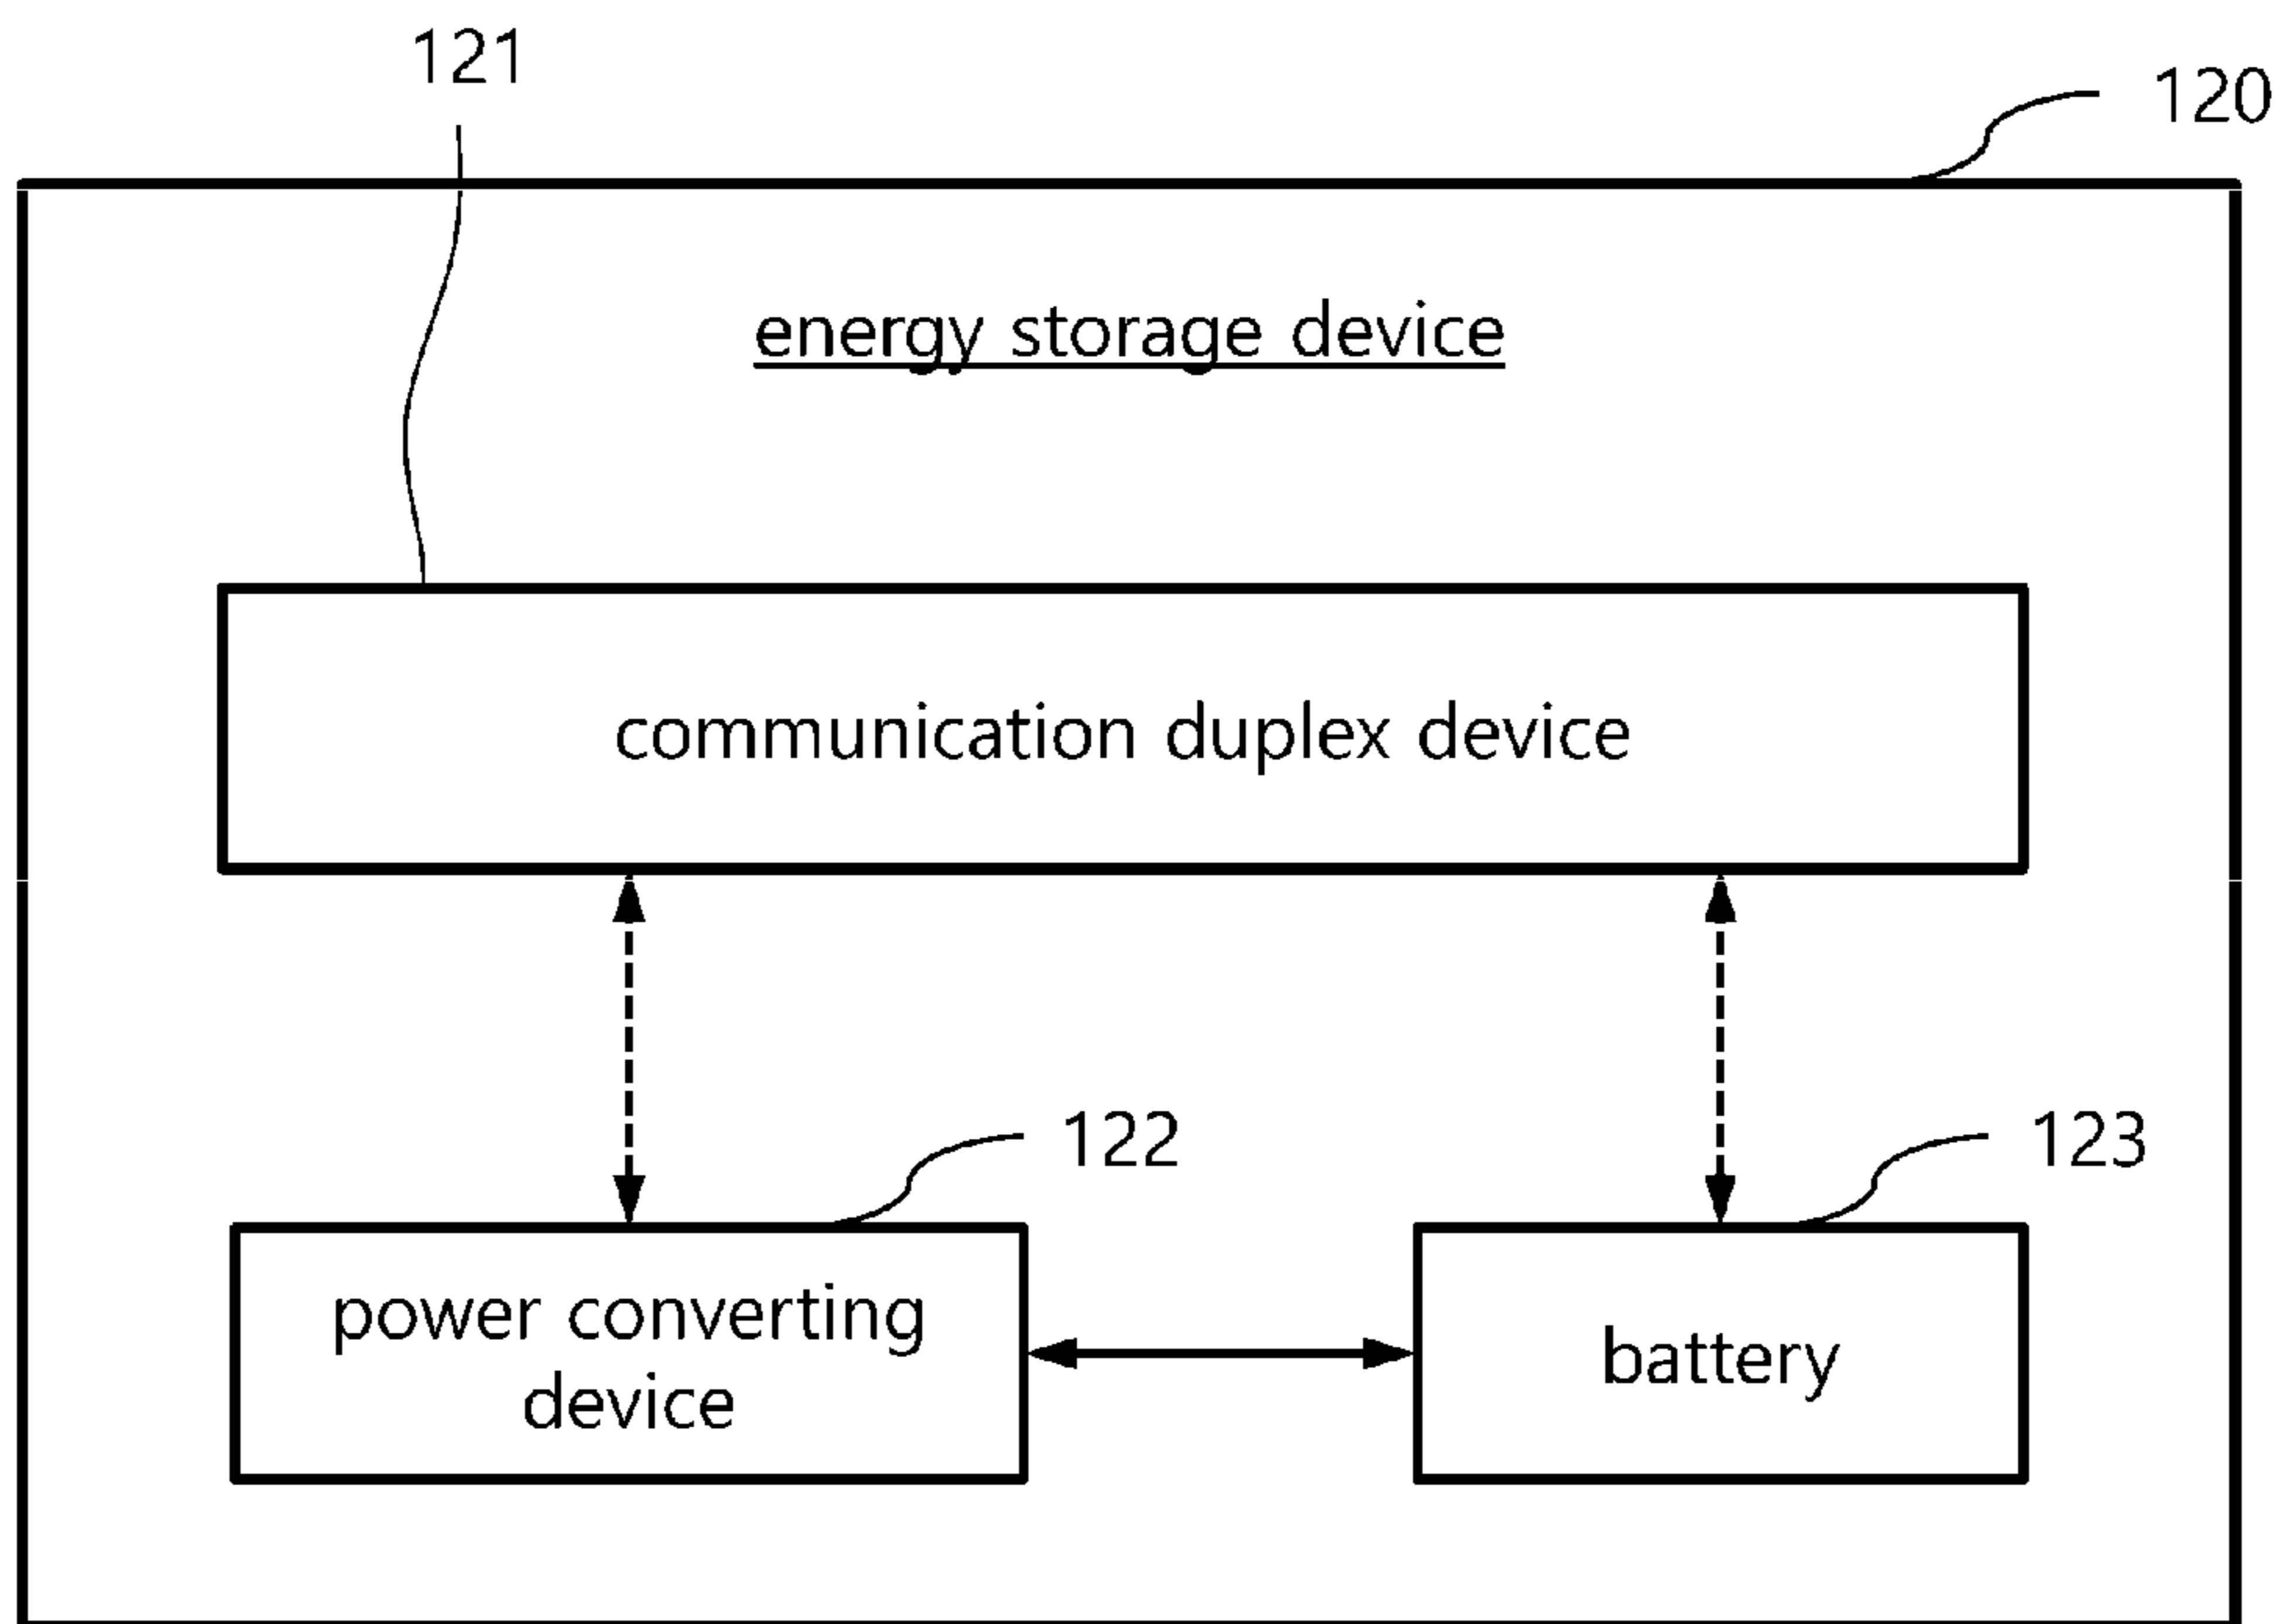 121
120
energy storage device
communication duplex device
122
123
power converting
device
battery